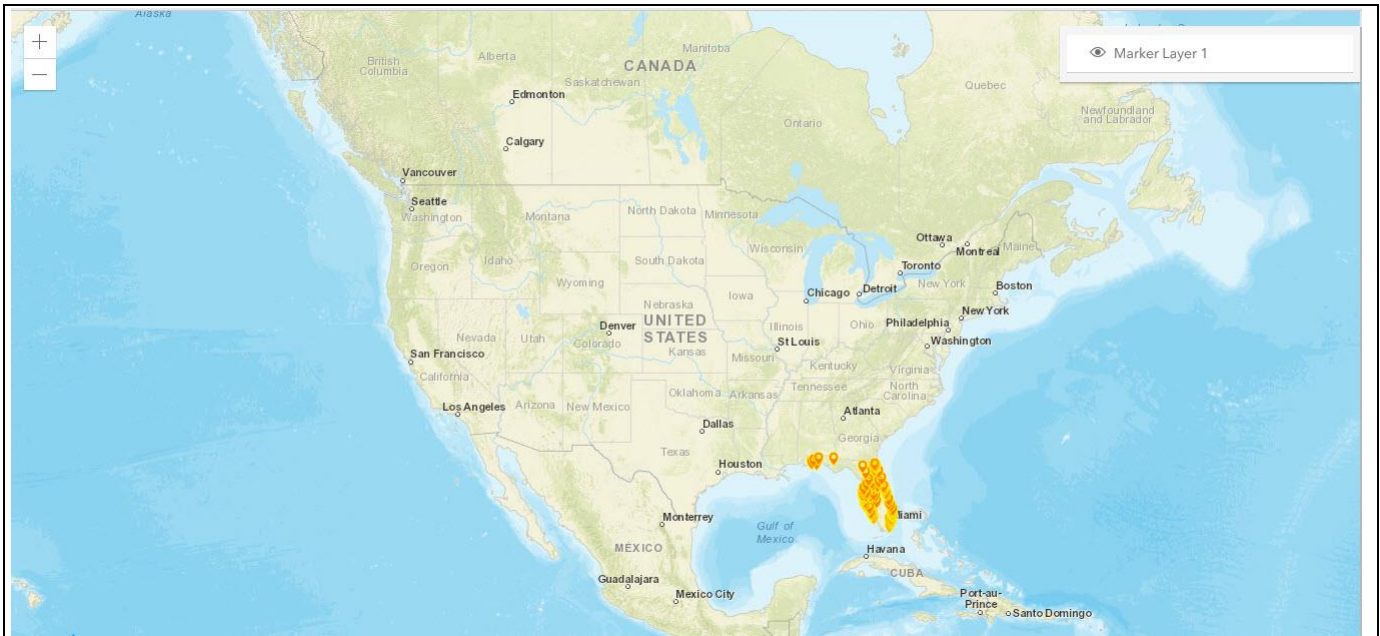 Alaska
Marker Layer 1
Manitoba
Alberta
British
Columbia
CANADA
Saskatchewan
Quebec
Edmonton
Newfoundland
and Labrador
Ontario
Calgary
Vancouver
Seattle
Washington
Montana
North Dakota
Minnesota
Ottawa
Montreal
Maine
Wisconsin
Oregon
Idaho
South Dakota
Toronto
Wyoming
New York
Boston
Chicago
Detroit
Iowa
Nebraska
New York
UNITED
STATES
Denver
Illinois
Ohio
Philadelphia
Nevada
Utah
Colorado
St Louis
Washington
San Francisco
Kansas
Missouri
Kentucky
Virginia
California
Tennessee
North
Carolina
Oklahoma
Arkansas
Los Angeles
Arizona
New Mexico
Atlanta
Dallas
Georgia
Texas
Houston
Monterrey
iami
Gulf of
Mexico
MÉXICO
Havana
CUBA
Guadalajara
Mexico City
Port-au-
Prince
Santo Domingo